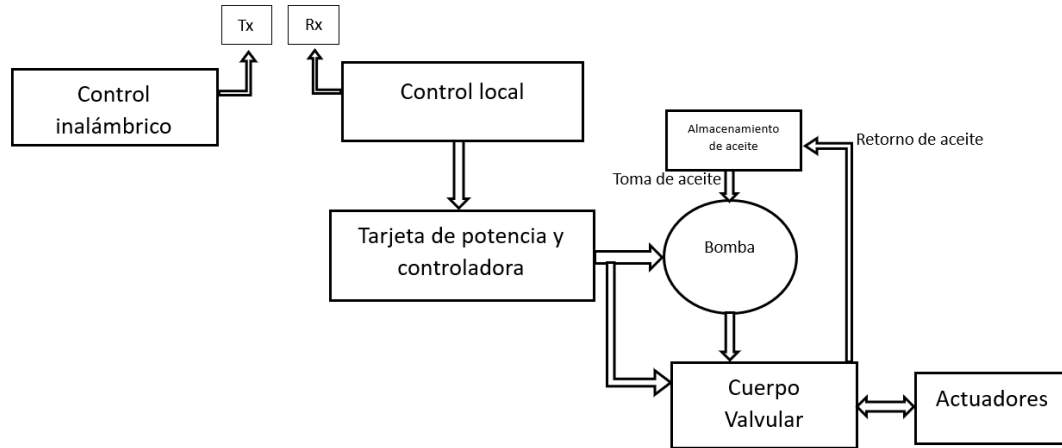 Tx
Rx
Control
inalámbrico
Control local
Almacenamiento
de aceite
Retorno de aceite
Toma de aceite
Tarjeta de potencia y
controladora
Bomba
Cuerpo
Valvular
Actuadores